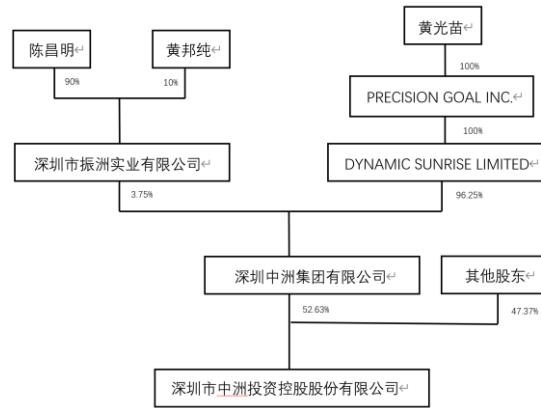 黄光苗
陈昌明
黄邦纯
90%
10%
100%
PRECISION GOAL INC.
100%
深圳市振洲实业有限公司
DYNAMIC SUNRISE LIMITED
3.75%
96.25%
深圳中洲集团有限公司
其他股东
52.63%
47.37%
深圳市中洲投资控股股份有限公司